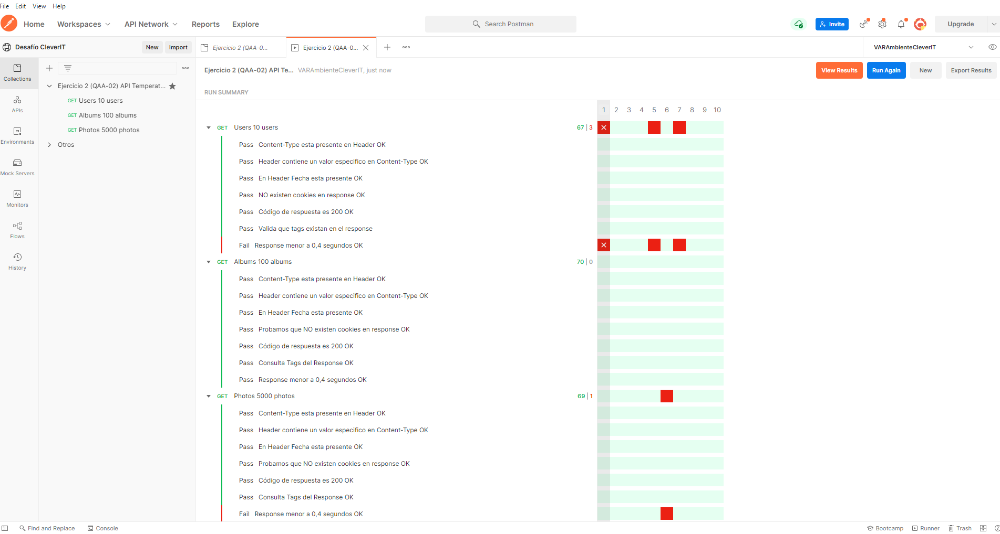 File Edit View Help
Home Workspaces API Network Reports Explore Search Postman Invite Upgrade
Desafío CleverIT New Import Ejercicio 2 (QAA-0... Ejercicio 2 (QAA-0... VARAmbienteCleverIT
Ejercicio 2 (QAA-02) API Te... VARAmbienteCleverIT, just now View Results Run Again New Export Results
Collections
APIs
Environments
Mock Servers
Monitors
Flows
History
Ejercicio 2 (QAA-02) API Temperat...
GET Users 10 users
GET Albums 100 albums
GET Photos 5000 photos
Otros
RUN SUMMARY
1 2 3 4 5 6 7 8 9 10
GET Users 10 users 67 | 3
Pass Content-Type esta presente en Header OK
Pass Header contiene un valor especifico en Content-Type OK
Pass En Header Fecha esta presente OK
Pass NO existen cookies en response OK
Pass Código de respuesta es 200 OK
Pass Valida que tags existan en el response
Fail Response menor a 0,4 segundos OK
GET Albums 100 albums 70 | 0
Pass Content-Type esta presente en Header OK
Pass Header contiene un valor especifico en Content-Type OK
Pass En Header Fecha esta presente OK
Pass Probamos que NO existen cookies en response OK
Pass Código de respuesta es 200 OK
Pass Consulta Tags del Response OK
Pass Response menor a 0,4 segundos OK
GET Photos 5000 photos 69 | 1
Pass Content-Type esta presente en Header OK
Pass Header contiene un valor especifico en Content-Type OK
Pass En Header Fecha esta presente OK
Pass Probamos que NO existen cookies en response OK
Pass Código de respuesta es 200 OK
Pass Consulta Tags del Response OK
Fail Response menor a 0,4 segundos OK
Find and Replace Console Bootcamp Runner Trash